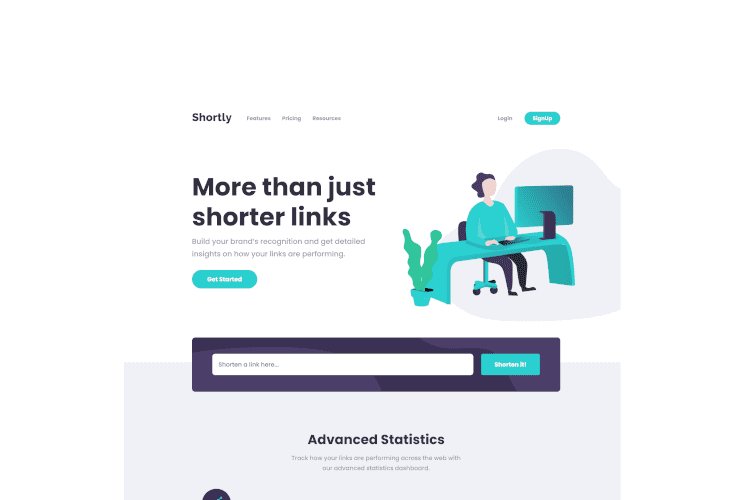 Shortly Features Pricing Resources Login SignUp
More than just
shorter links
Build your brand's recognition and get detailed
insights on how your links are performing.
Get Started
Shorten a link here...
Shorten it!
Advanced Statistics
Track how your links are performing across the web with
our advanced statistics dashboard.